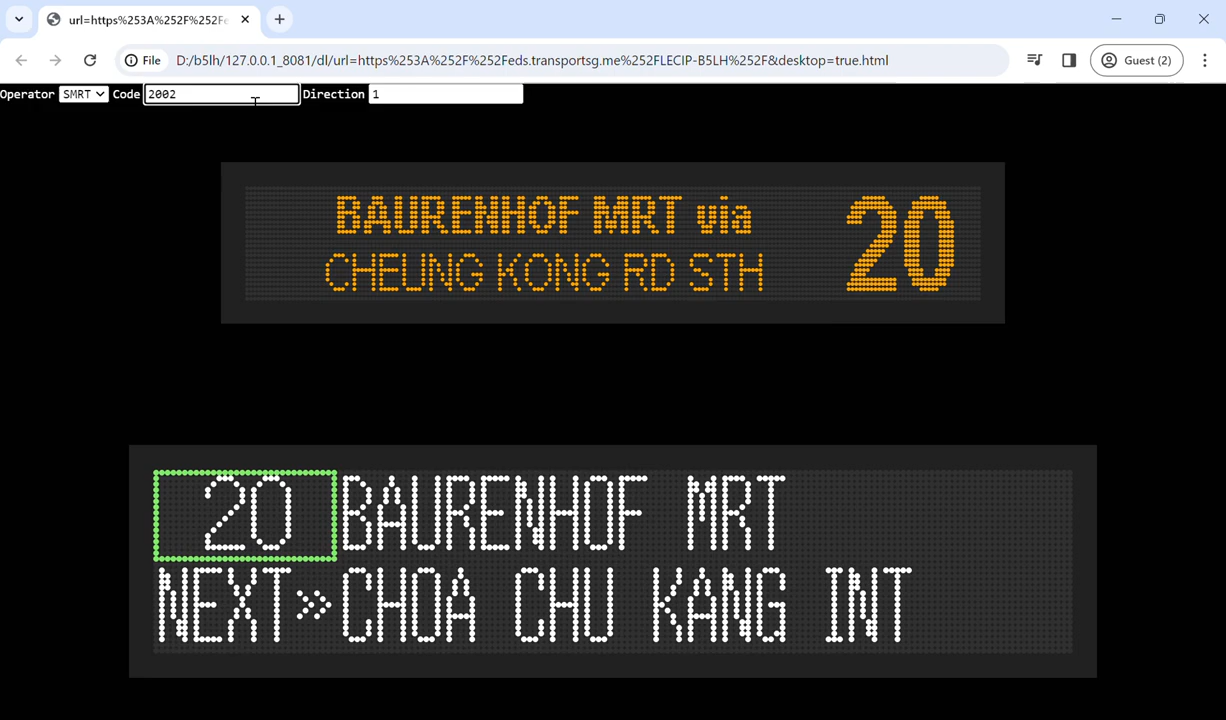 url=https%253A%252F%252Fe
File
D:/b5lh/127.0.0.1_8081/dl/url=https%253A%252F%252Feds.transportsg.me%252FLECIP-B5LH%252F&desktop=true.html
Guest (2)
Operator SMRT Code 2002 Direction 1
BAURENHOF MRT via
CHEUNG KONG RD STH
20
20 BAURENHOF MRT
NEXT>>CHOA CHU KANG INT